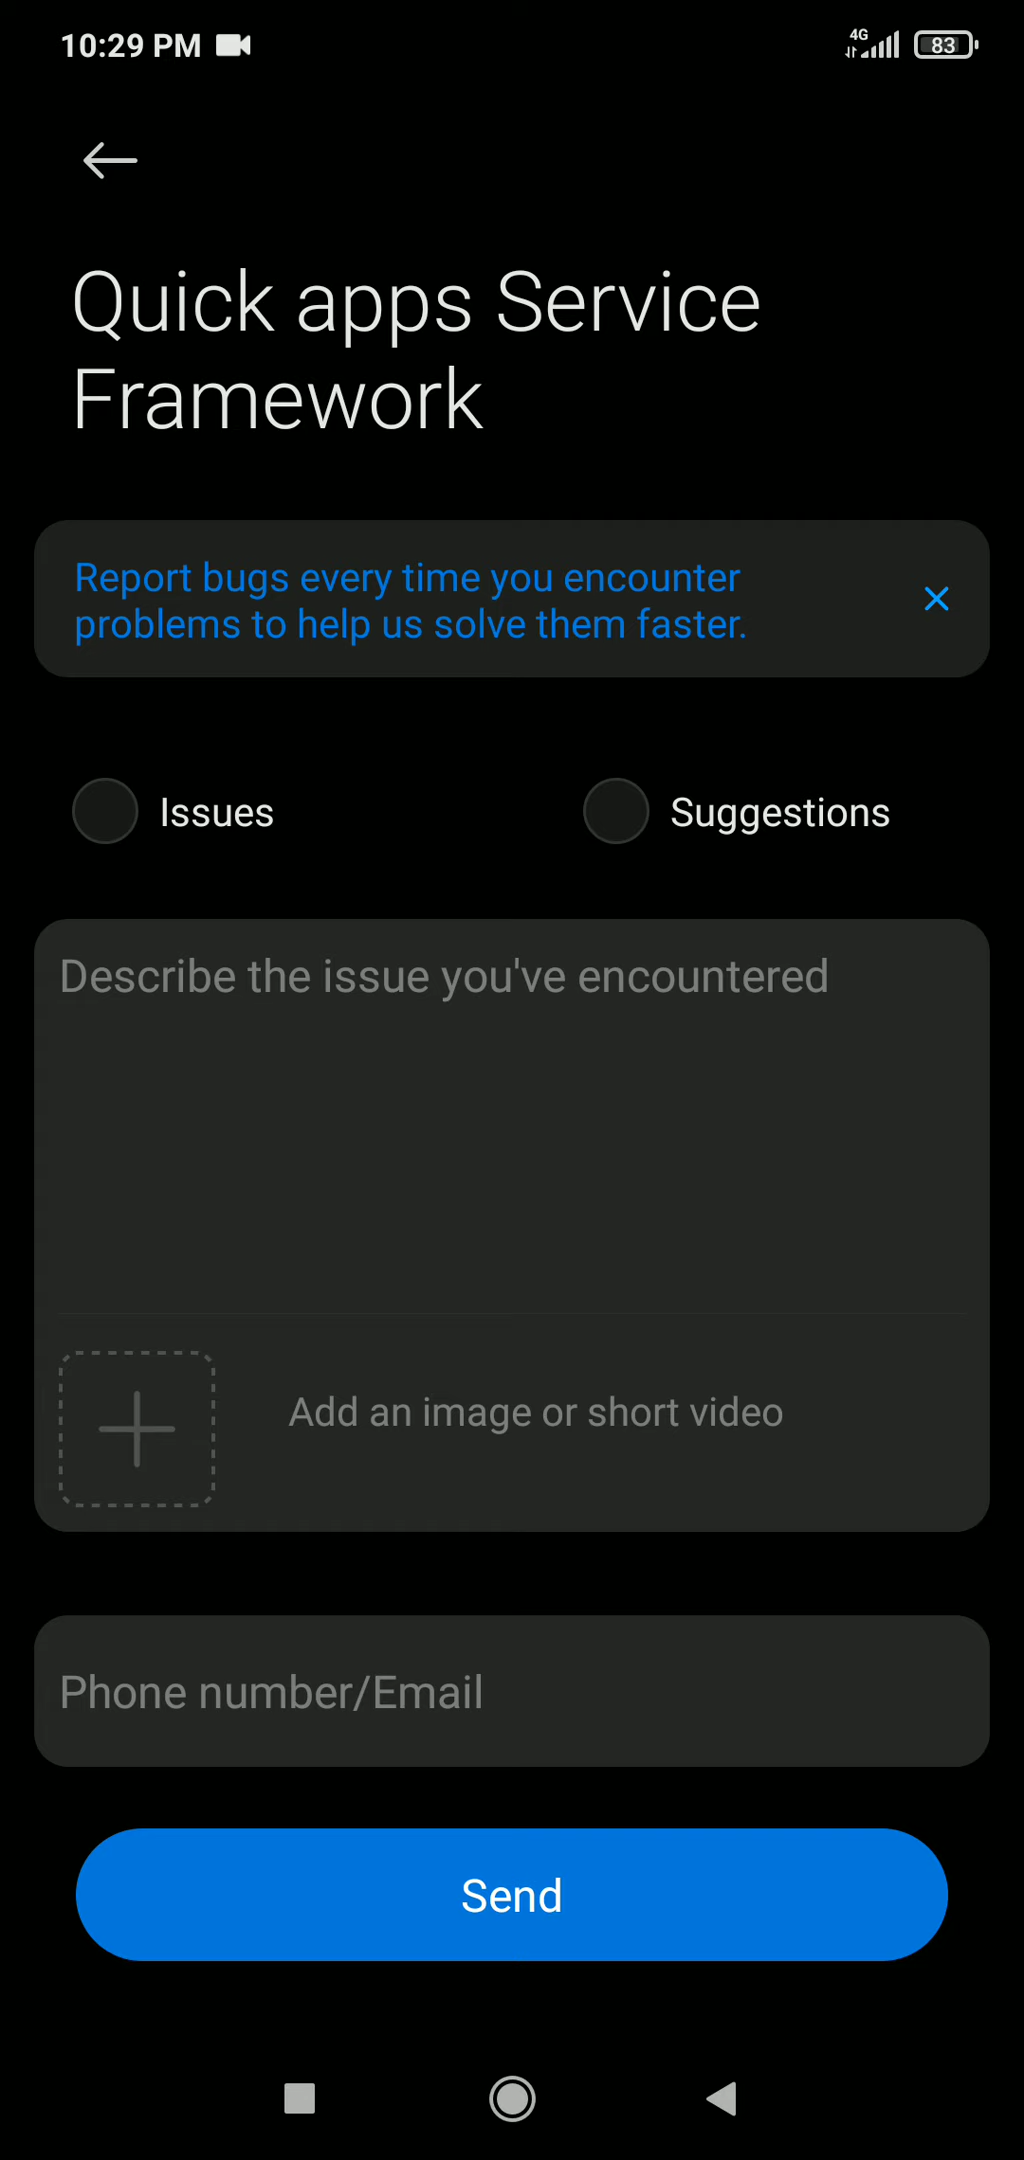 10:29 PM
4G
83
Quick apps Service
Framework
Report bugs every time you encounter
problems to help us solve them faster.
Issues
Suggestions
Describe the issue you've encountered
Add an image or short video
Phone number/Email
Send